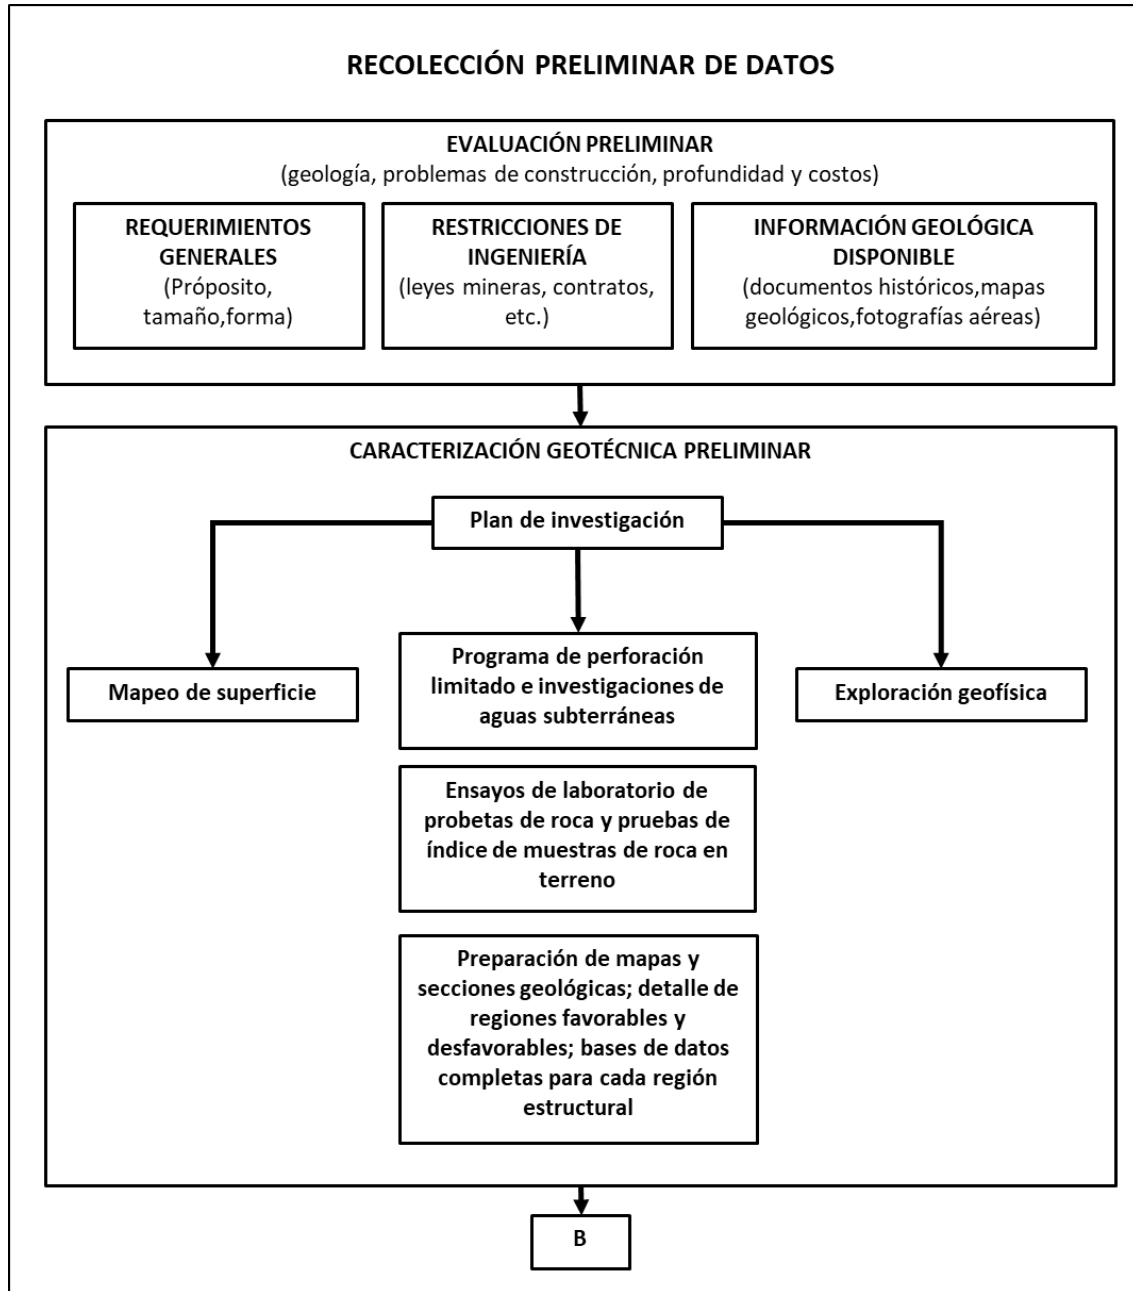 RECOLECCIÓN PRELIMINAR DE DATOS
EVALUACIÓN PRELIMINAR
(geología, problemas de construcción, profundidad y costos)
REQUERIMIENTOS
GENERALES
(Próposito,
tamaño,forma)
RESTRICCIONES DE
INGENIERÍA
(leyes mineras, contratos,
etc.)
INFORMACIÓN GEOLÓGICA
DISPONIBLE
(documentos históricos,mapas
geológicos,fotografías aéreas)
CARACTERIZACIÓN GEOTÉCNICA PRELIMINAR
Plan de investigación
Mapeo de superficie
Programa de perforación
limitado e investigaciones de
aguas subterráneas
Exploración geofísica
Ensayos de laboratorio de
probetas de roca y pruebas de
índice de muestras de roca en
terreno
Preparación de mapas y
secciones geológicas; detalle de
regiones favorables y
desfavorables; bases de datos
completas para cada región
estructural
B